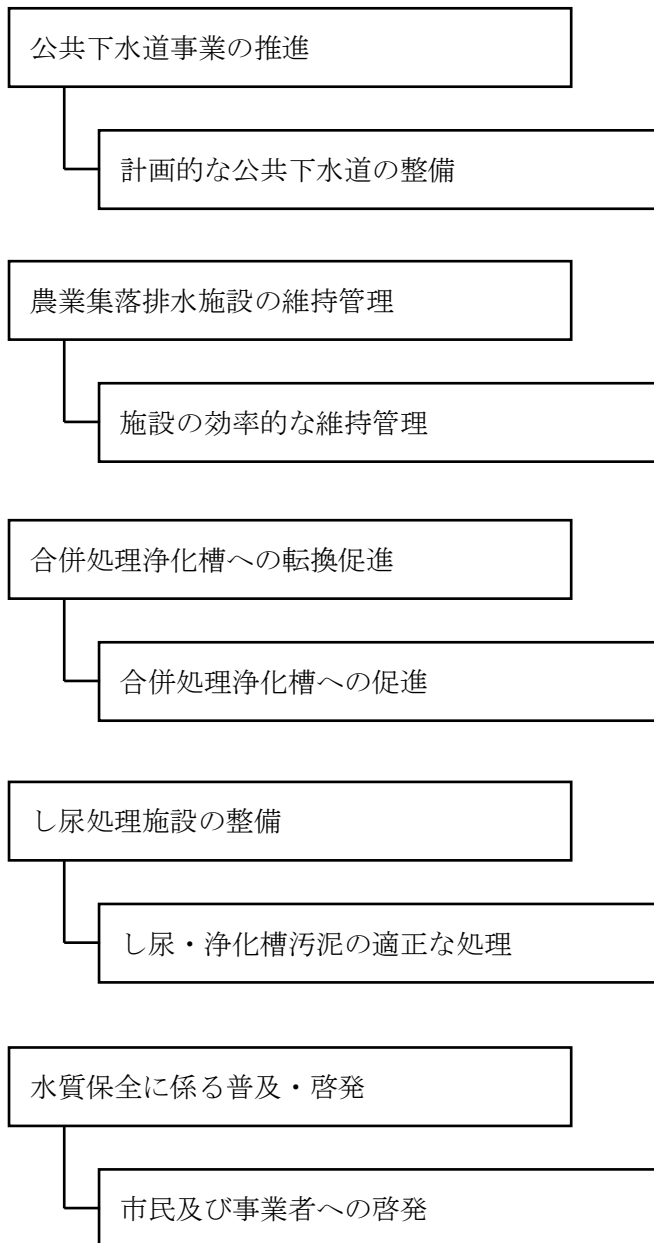 公共下水道事業の推進
計画的な公共下水道の整備
農業集落排水施設の維持管理
施設の効率的な維持管理
合併処理浄化槽への転換促進
合併処理浄化槽への促進
し尿処理施設の整備
し尿・浄化槽汚泥の適正な処理
水質保全に係る普及・啓発
市民及び事業者への啓発